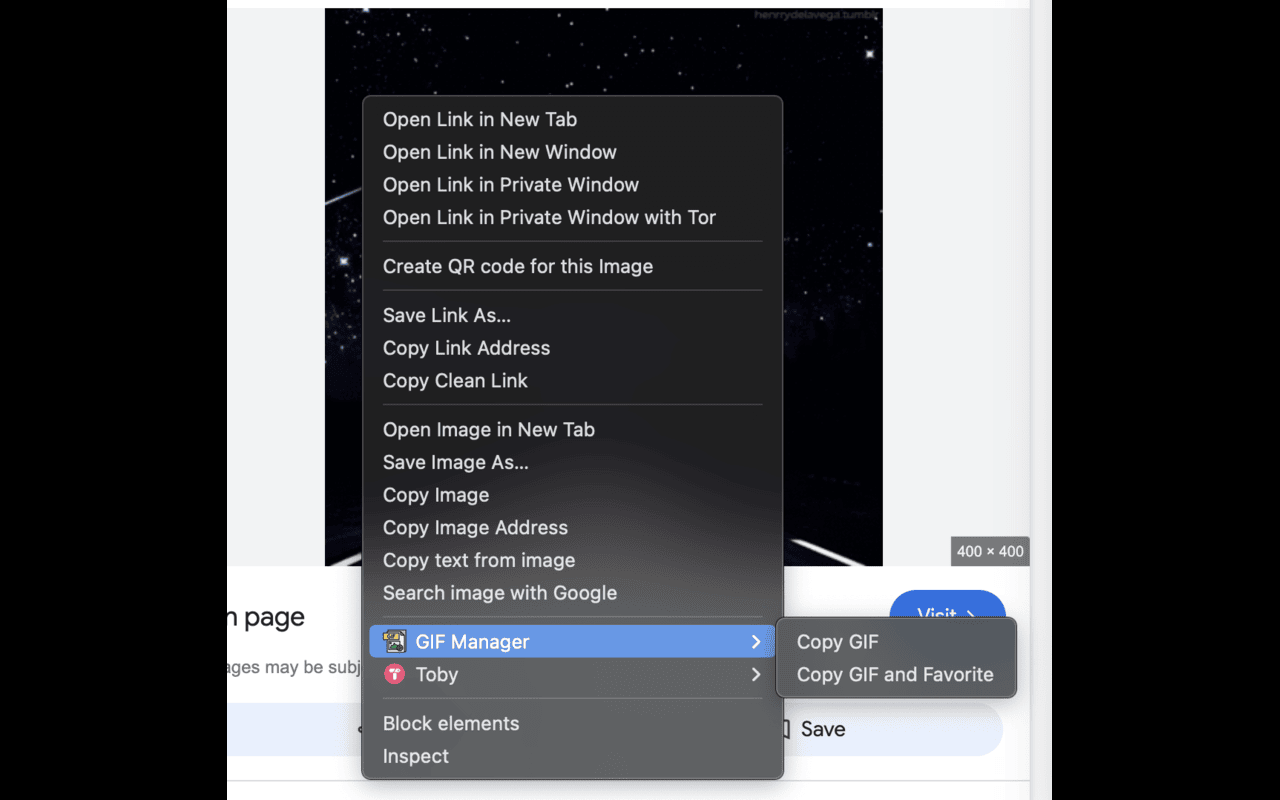 henrrydelavega.tumblr
Open Link in New Tab
Open Link in New Window
Open Link in Private Window
Open Link in Private Window with Tor
Create QR code for this Image
Save Link As...
Copy Link Address
Copy Clean Link
Open Image in New Tab
Save Image As...
Copy Image
Copy Image Address
Copy text from image
Search image with Google
400 × 400
n page
Visit >
GIF Manager
Copy GIF
ages may be subj
Toby
Copy GIF and Favorite
Block elements
Save
Inspect